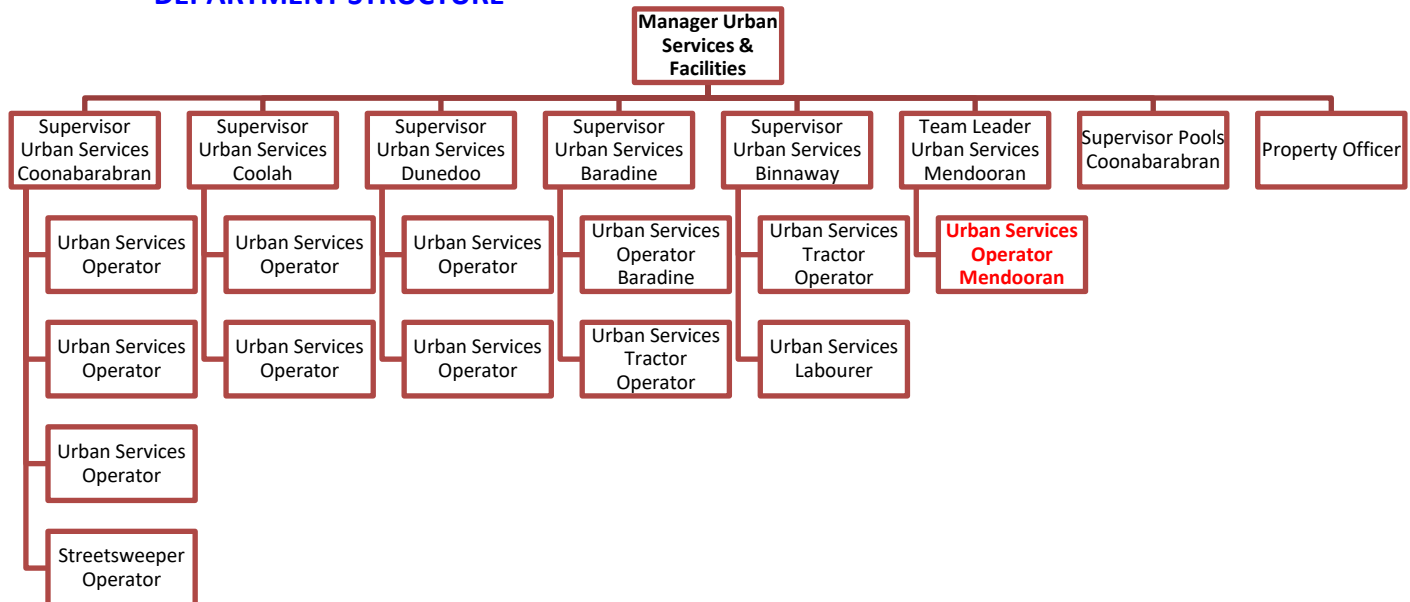 DEPARTMENT STRUCTURE
Manager Urban
Services &
Facilities
Supervisor
Urban Services
Coonabarabran
Supervisor
Urban Services
Coolah
Supervisor
Urban Services
Dunedoo
Supervisor
Urban Services
Baradine
Supervisor
Urban Services
Binnaway
Team Leader
Urban Services
Mendooran
Supervisor Pools
Coonabarabran
Property Officer
Urban Services
Operator
Urban Services
Operator
Urban Services
Operator
Urban Services
Operator
Baradine
Urban Services
Tractor
Operator
Urban Services
Operator
Mendooran
Urban Services
Operator
Urban Services
Operator
Urban Services
Operator
Urban Services
Tractor
Operator
Urban Services
Labourer
Urban Services
Operator
Streetsweeper
Operator